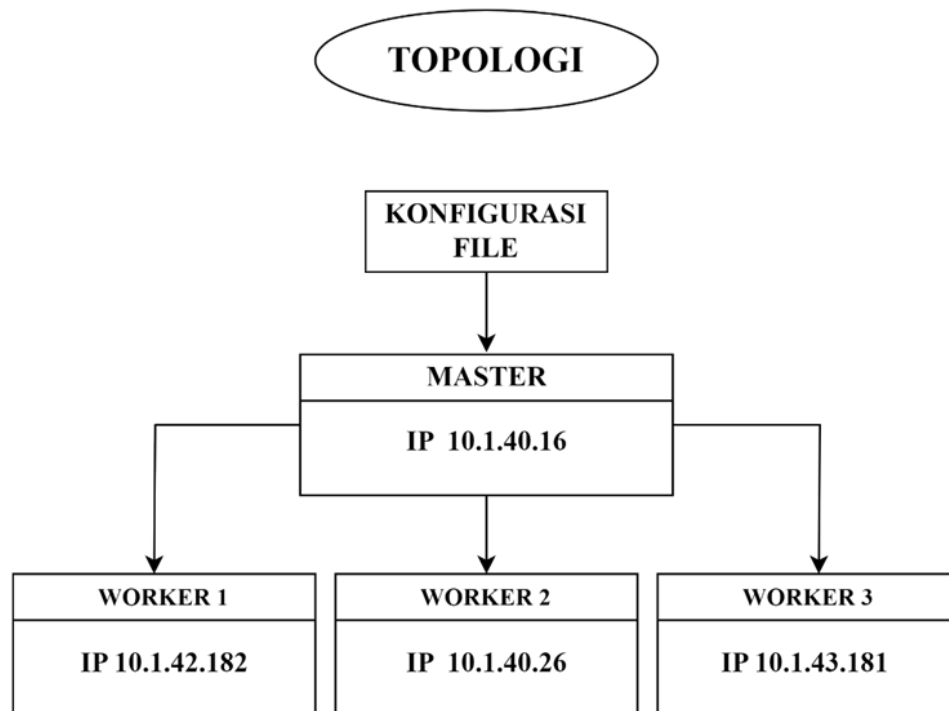 TOPOLOGI
KONFIGURASI
FILE
MASTER
IP 10.1.40.16
WORKER 1
WORKER 2
WORKER 3
IP 10.1.42.182
IP 10.1.40.26
IP 10.1.43.181